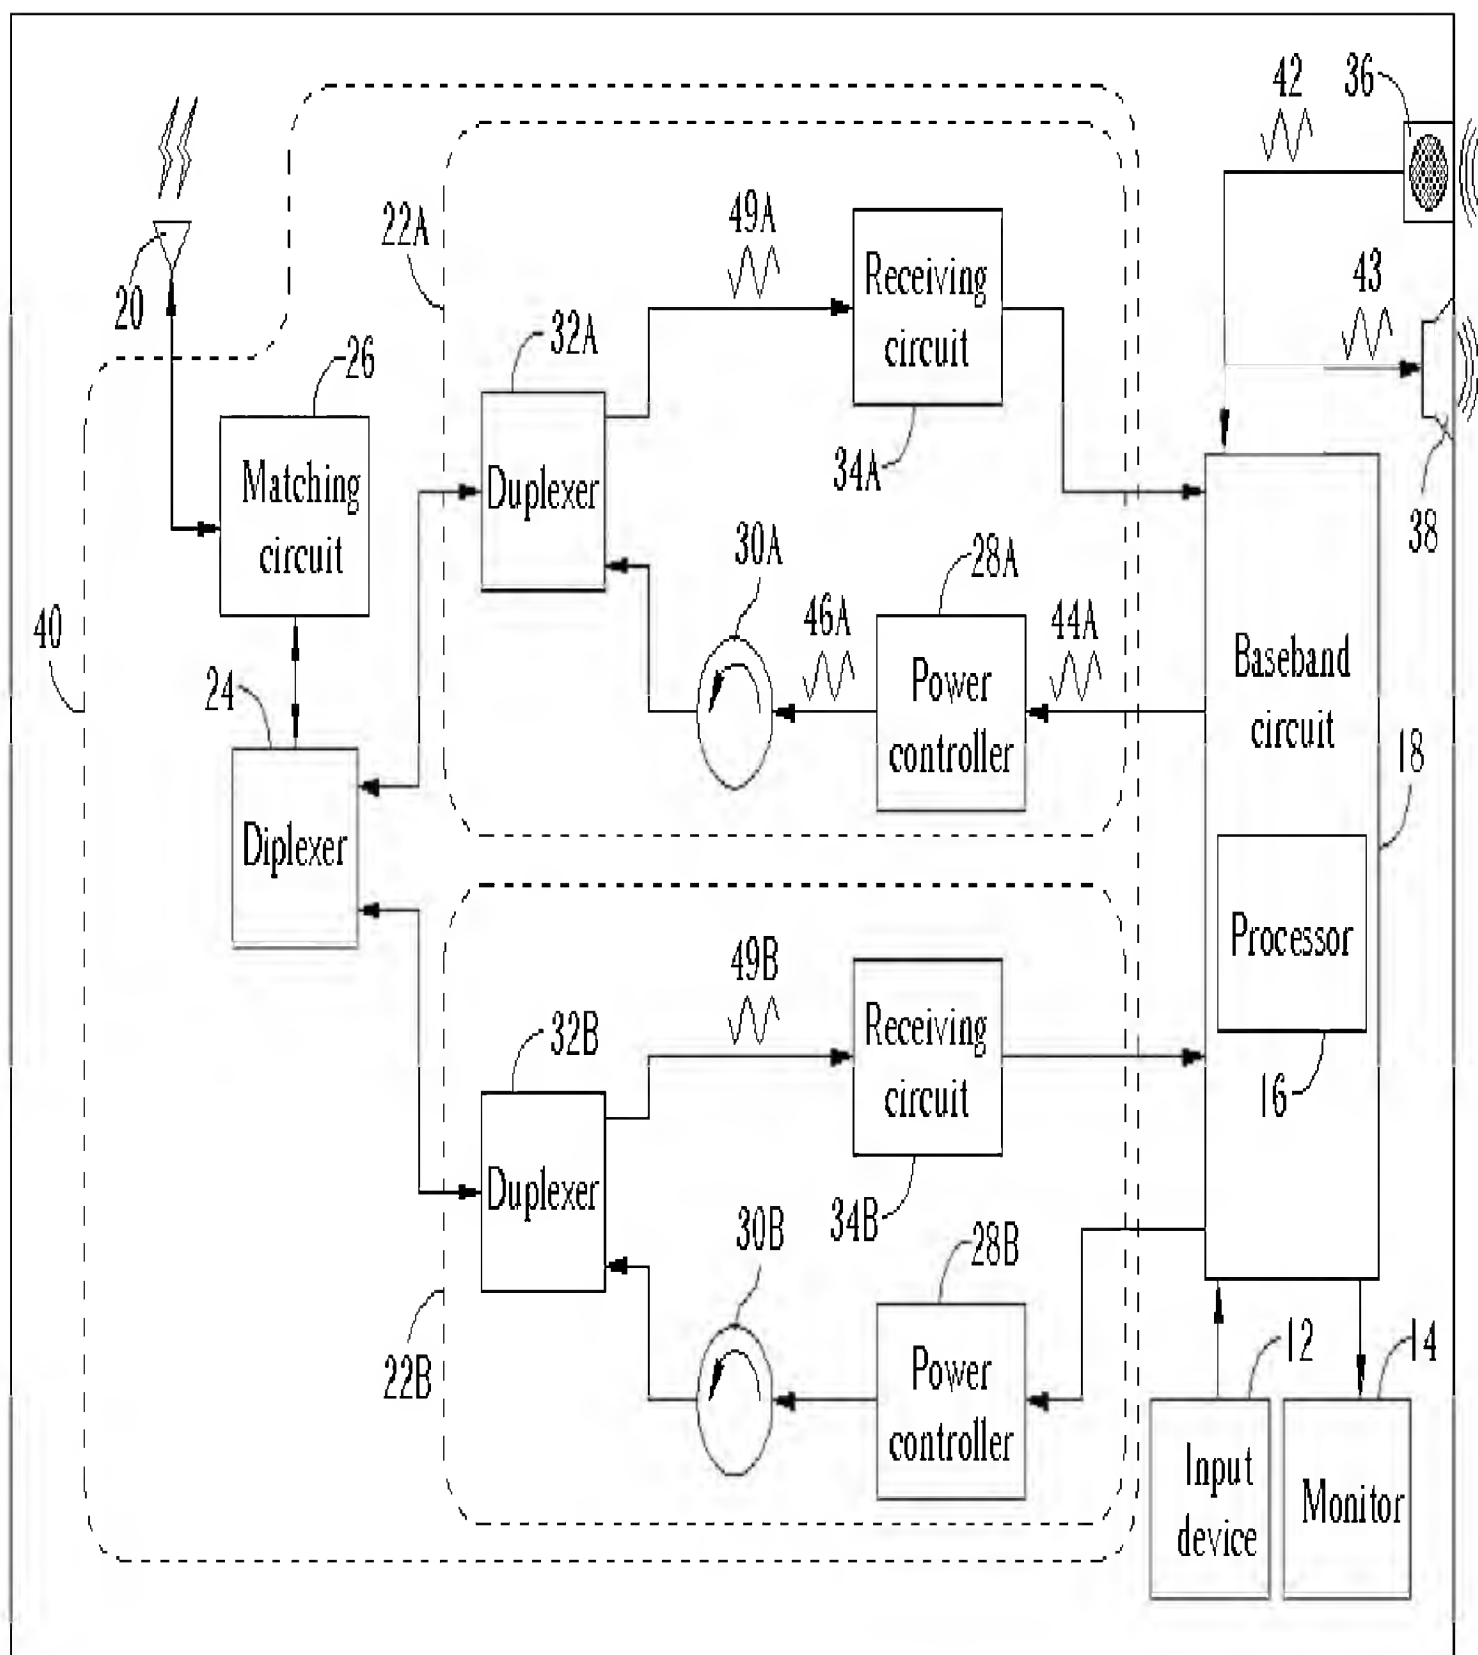 42
36
22A
49A
Receiving
circuit
43
20
32A
26
34A
38
Matching
circuit
Duplexer
30A
28A
40
46A
44A
24
Power
controller
Baseband
circuit
18
Diplexer
Processor
49B
Receiving
circuit
32B
16
Duplexer
34B
30B
28B
22B
Power
controller
12
14
Input
device
Monitor